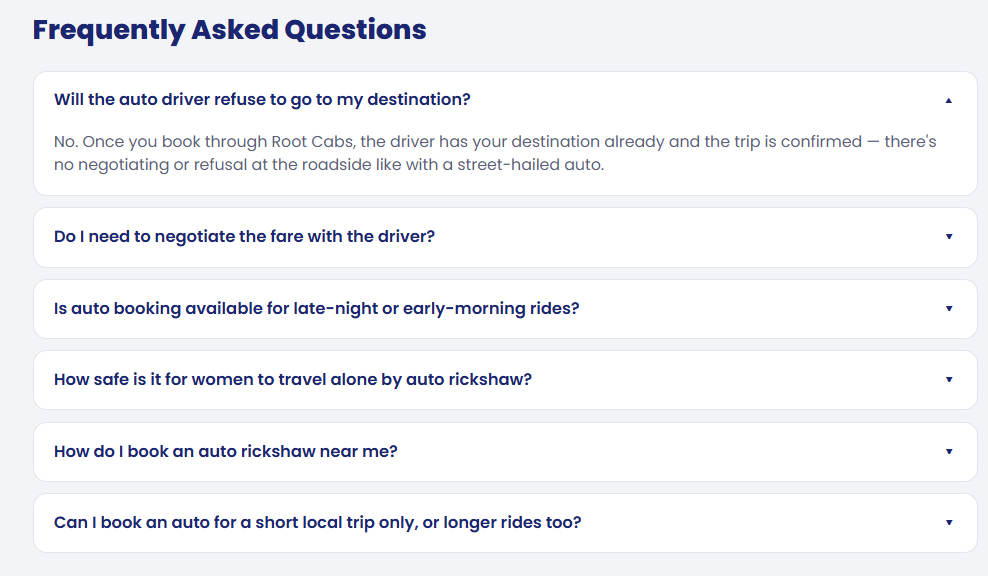 Frequently Asked Questions
Will the auto driver refuse to go to my destination?
No. Once you book through Root Cabs, the driver has your destination already and the trip is confirmed — there's
no negotiating or refusal at the roadside like with a street-hailed auto.
Do I need to negotiate the fare with the driver?
Is auto booking available for late-night or early-morning rides?
How safe is it for women to travel alone by auto rickshaw?
How do I book an auto rickshaw near me?
Can I book an auto for a short local trip only, or longer rides too?